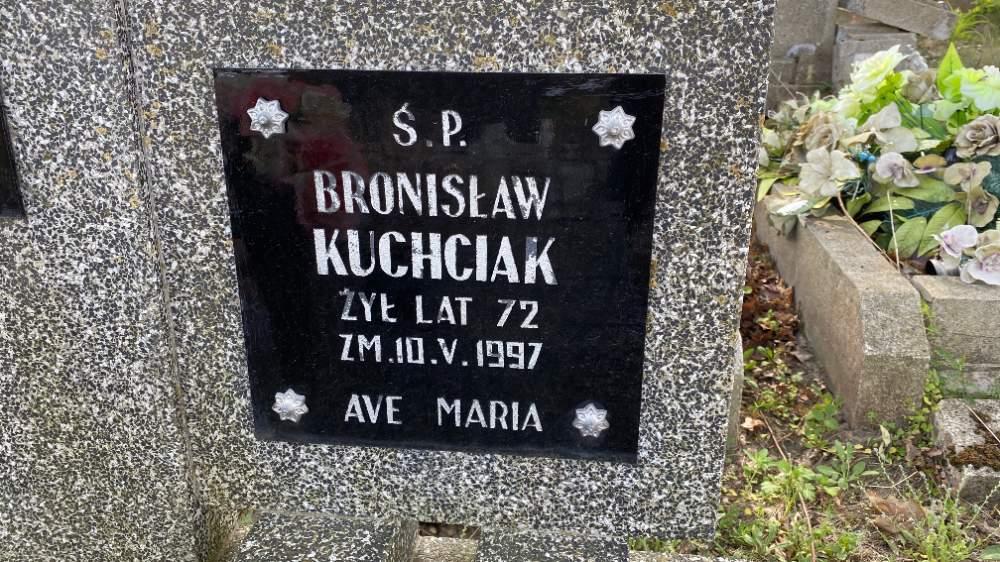 Ś.P.
BRONISŁAW
KUCHCIAK
ŻYŁ LAT 72
ZM.10.V.1997
AVE MARIA